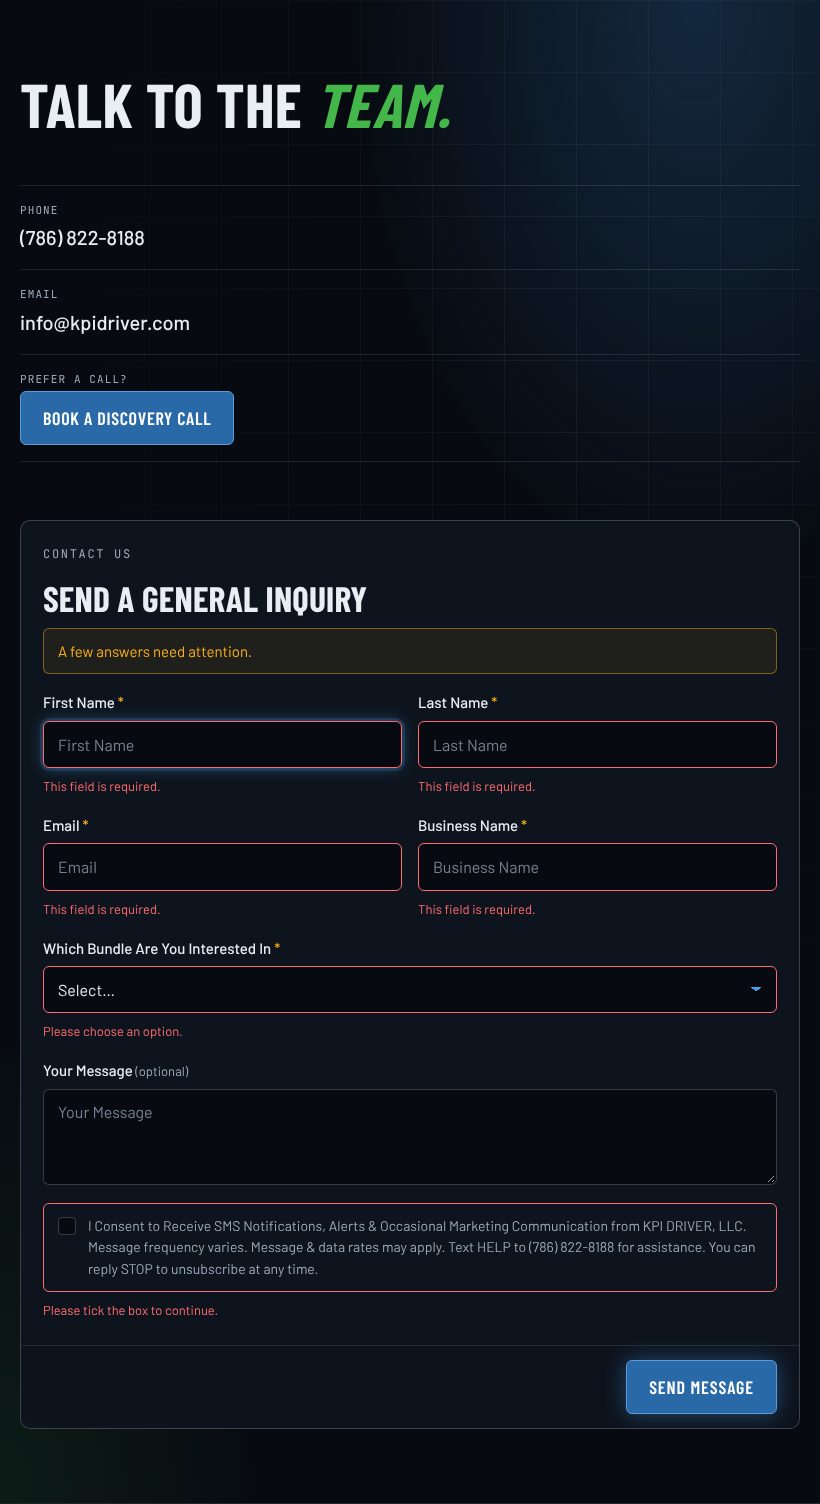 TALK TO THE TEAM.
PHONE
(786) 822-8188
EMAIL
info@kpidriver.com
PREFER A CALL?
BOOK A DISCOVERY CALL
CONTACT US
SEND A GENERAL INQUIRY
A few answers need attention.
First Name *
Last Name *
First Name
Last Name
This field is required.
This field is required.
Email *
Business Name *
Email
Business Name
This field is required.
This field is required.
Which Bundle Are You Interested In *
Select...
Please choose an option.
Your Message (optional)
Your Message
I Consent to Receive SMS Notifications, Alerts & Occasional Marketing Communication from KPI DRIVER, LLC.
Message frequency varies. Message & data rates may apply. Text HELP to (786) 822-8188 for assistance. You can
reply STOP to unsubscribe at any time.
Please tick the box to continue.
SEND MESSAGE